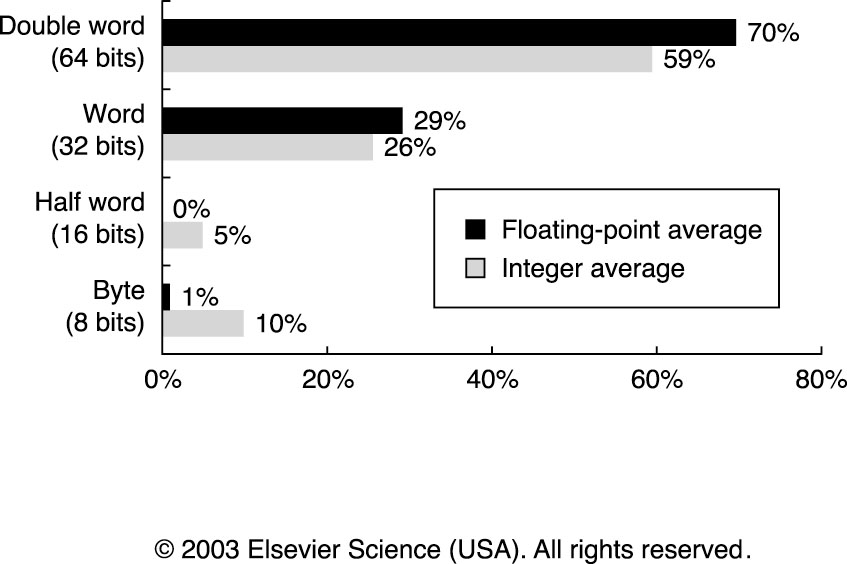 Double word
(64 bits)
70%
59%
Word
(32 bits)
29%
26%
Half word
(16 bits)
0%
5%
Floating-point average
Integer average
Byte
(8 bits)
1%
10%
0% 20% 40% 60% 80%
© 2003 Elsevier Science (USA). All rights reserved.